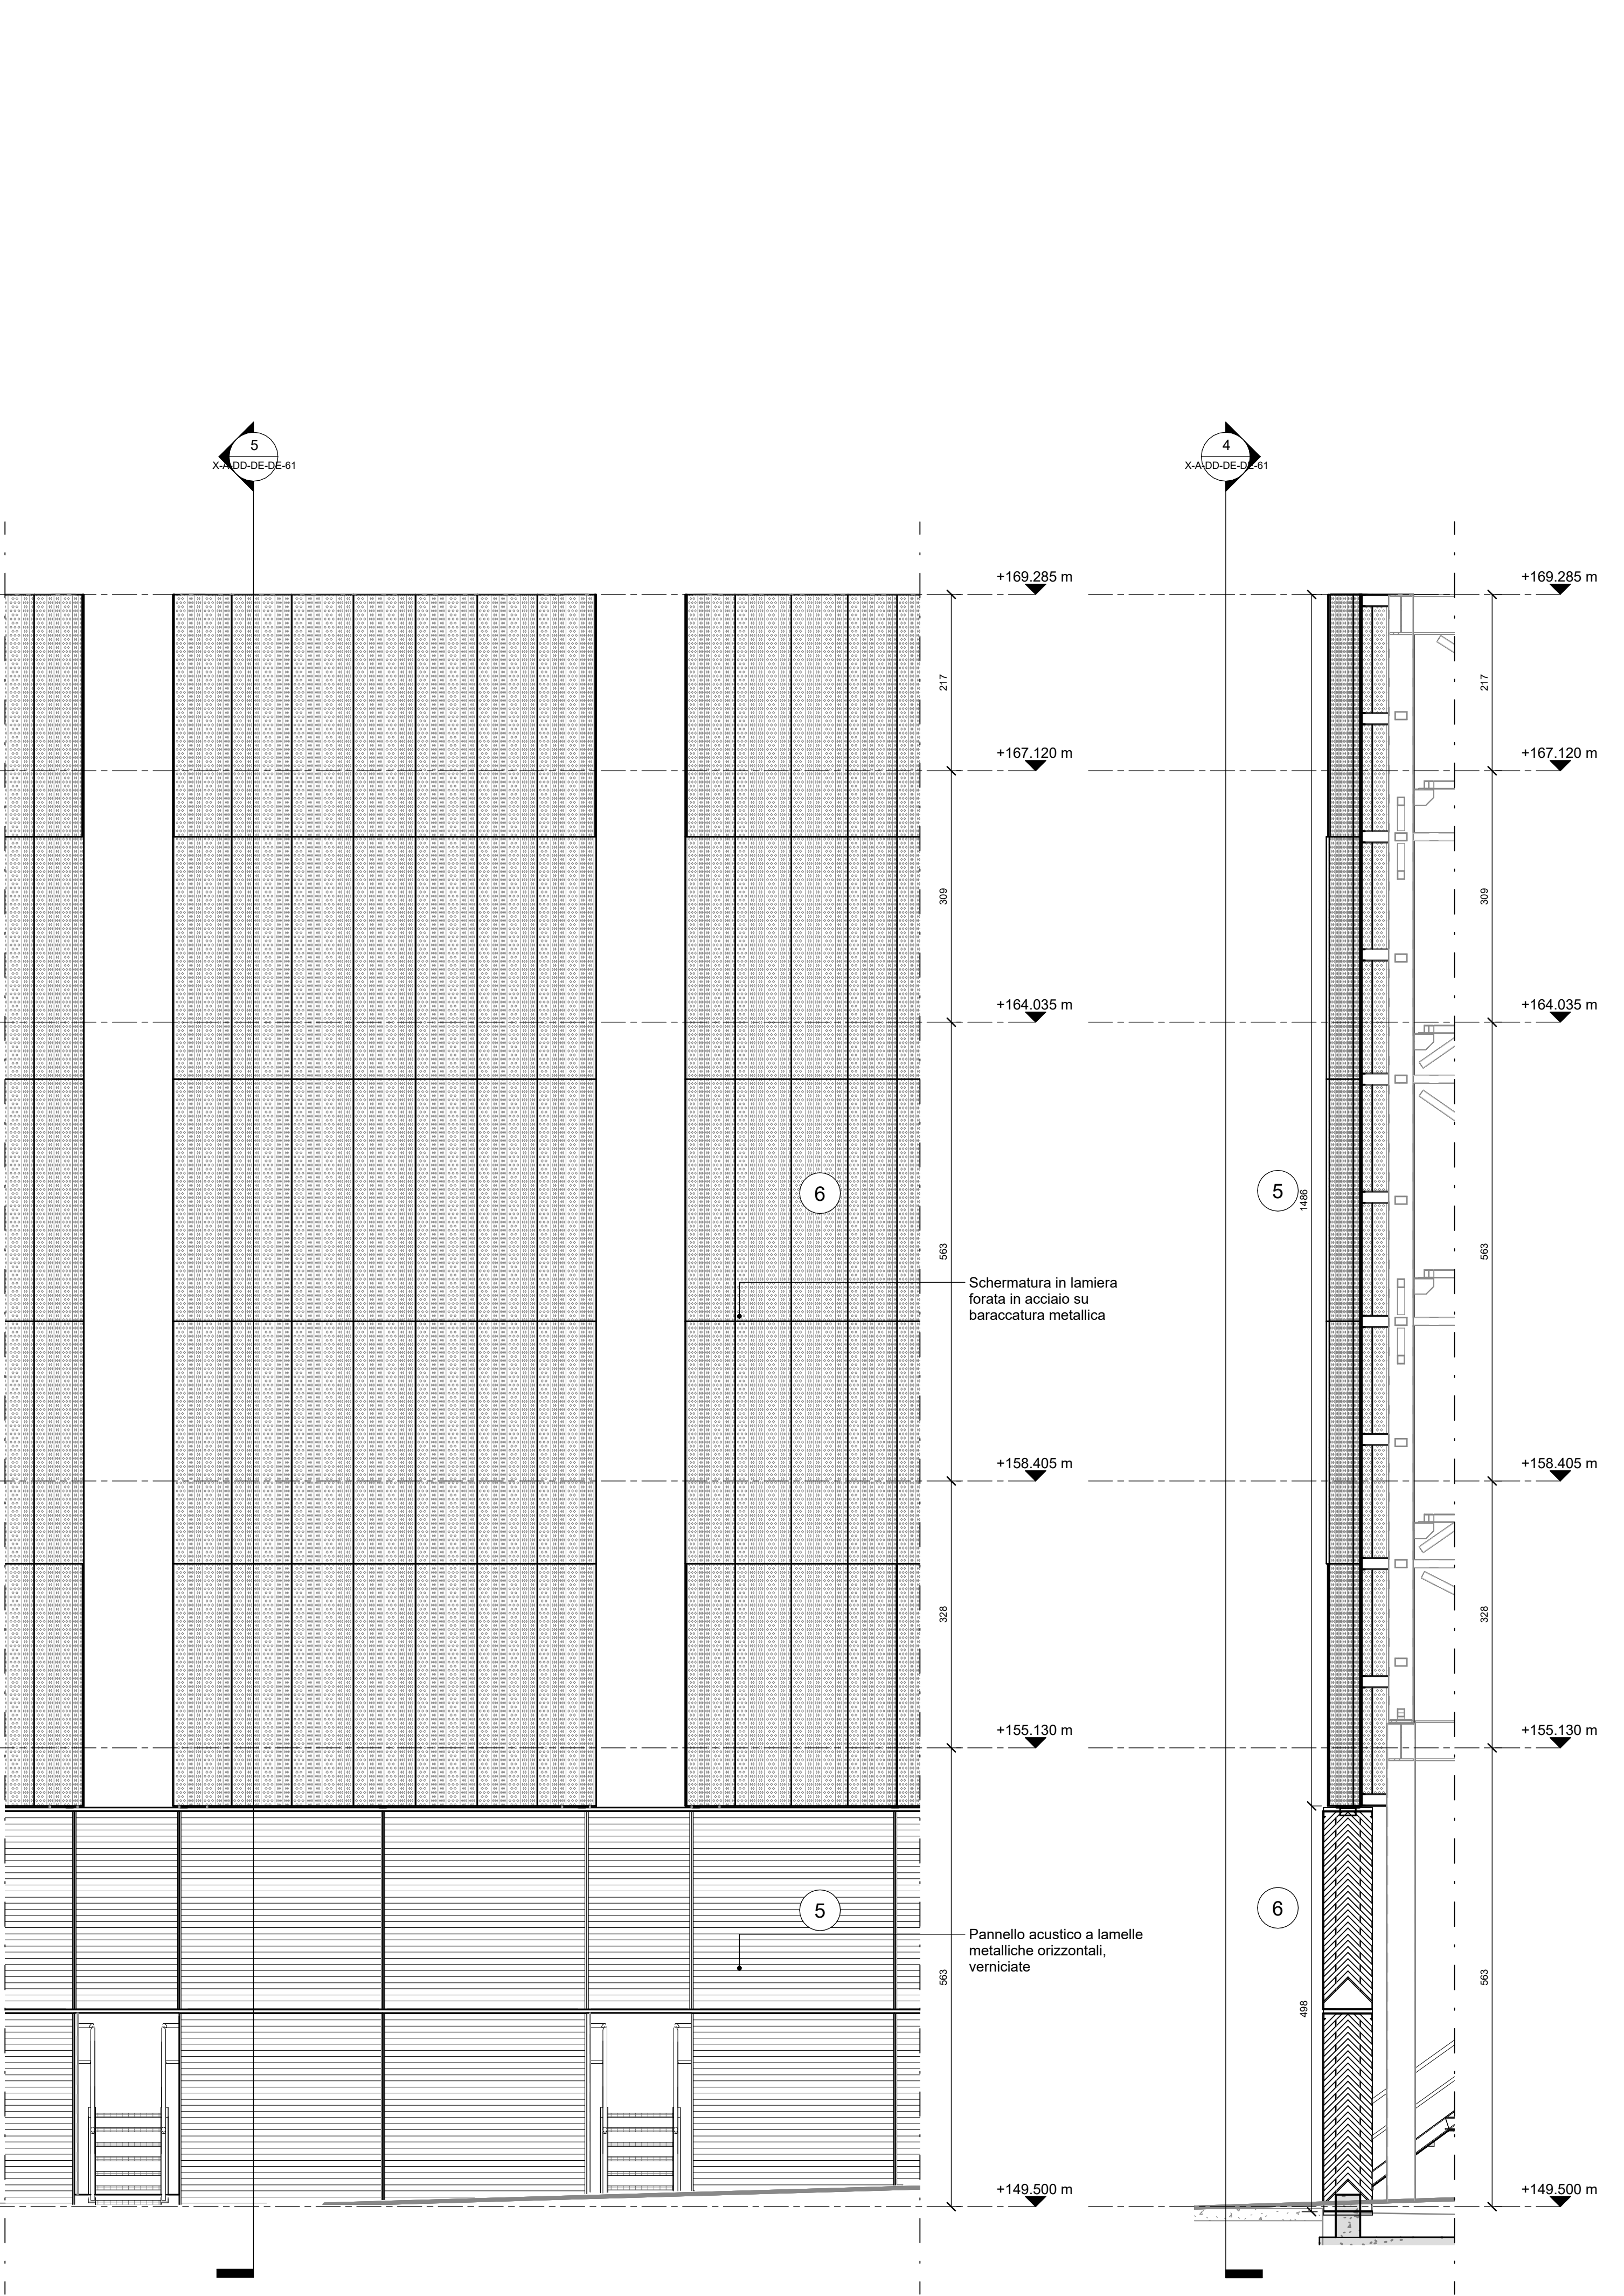 5
X-A-DD-DE-DE-61
4
X-A-DD-DE-DE-61
+169.285 m
+169.285 m
217
217
+167.120 m
+167.120 m
309
309
+164.035 m
+164.035 m
6
5
1486
563
563
Schermatura in lamiera
forata in acciaio su
baraccatura metallica
+158.405 m
+158.405 m
328
328
+155.130 m
+155.130 m
5
6
Pannello acustico a lamelle
metalliche orizzontali,
verniciate
563
498
563
+149.500 m
+149.500 m